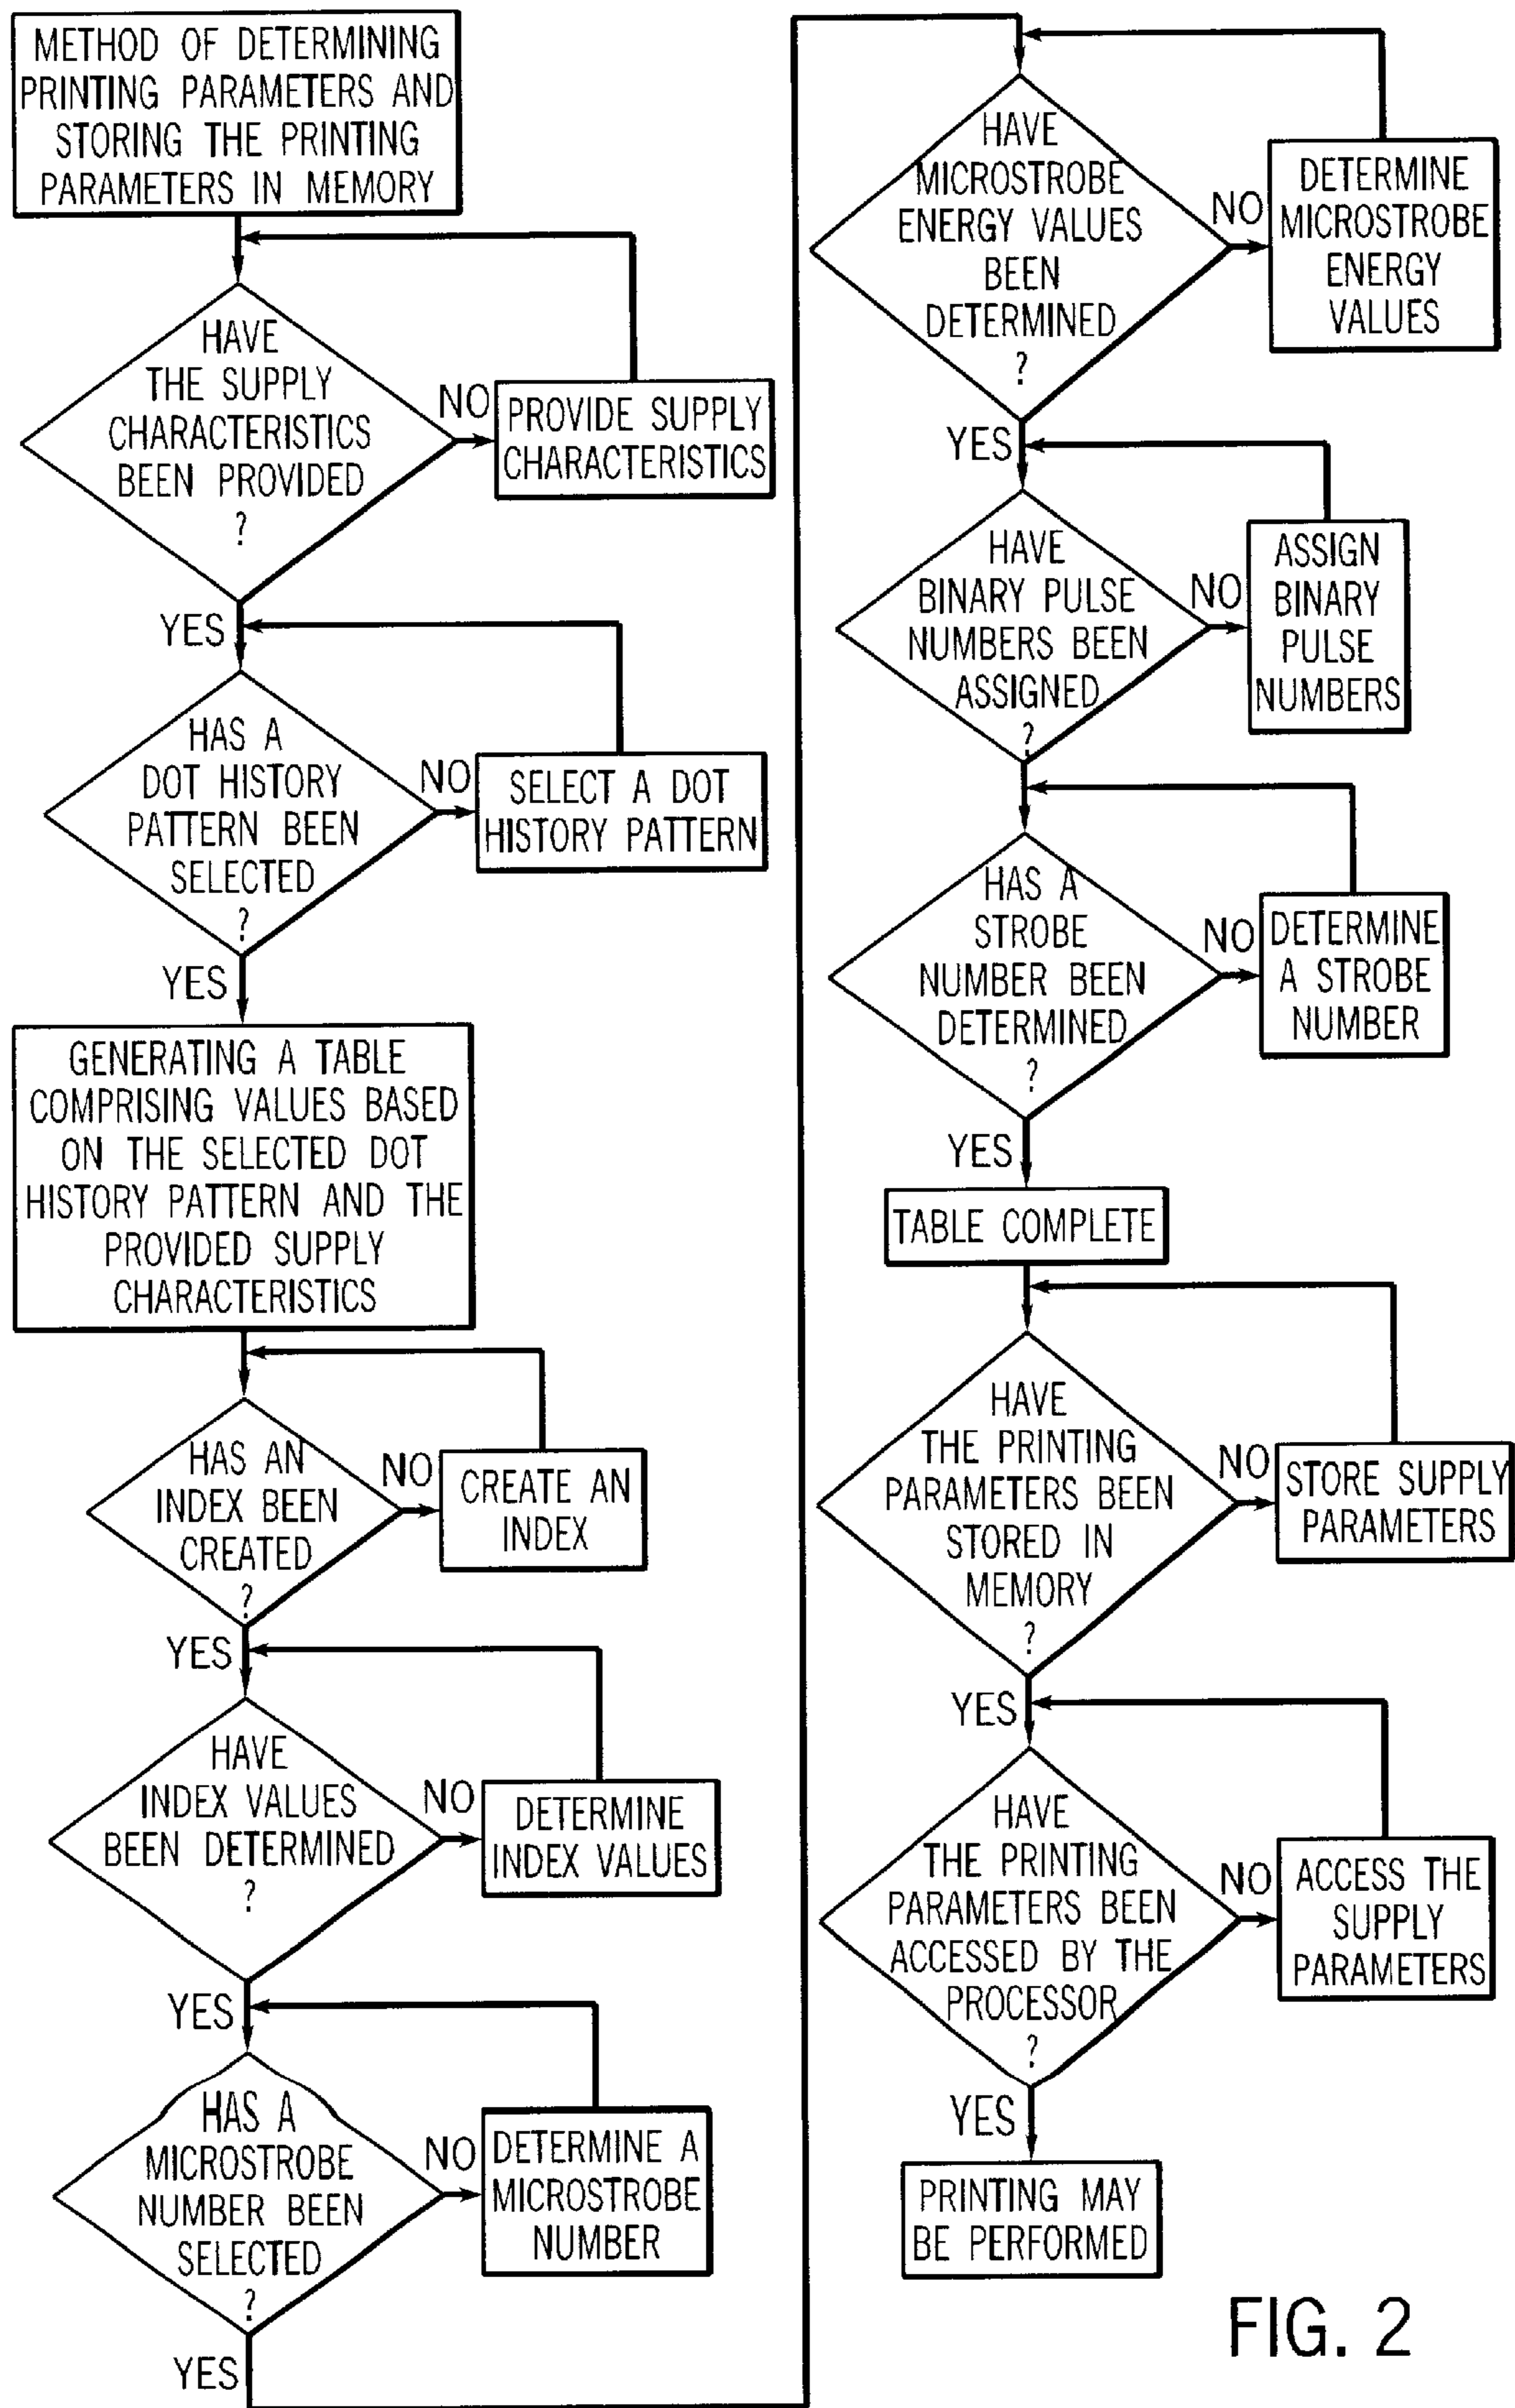 METHOD OF DETERMINING
PRINTING PARAMETERS AND
STORING THE PRINTING
PARAMETERS IN MEMORY
HAVE
THE SUPPLY
CHARACTERISTICS
BEEN PROVIDED
?
NO
PROVIDE SUPPLY
CHARACTERISTICS
YES
HAS A
DOT HISTORY
PATTERN BEEN
SELECTED
?
NO
SELECT A DOT
HISTORY PATTERN
YES
GENERATING A TABLE
COMPRISING VALUES BASED
ON THE SELECTED DOT
HISTORY PATTERN AND THE
PROVIDED SUPPLY
CHARACTERISTICS
HAS AN
INDEX BEEN
CREATED
?
NO
CREATE AN
INDEX
YES
HAVE
INDEX VALUES
BEEN DETERMINED
?
NO
DETERMINE
INDEX VALUES
YES
HAS A
MICROSTROBE
NUMBER BEEN
SELECTED
?
NO
DETERMINE A
MICROSTROBE
NUMBER
YES
HAVE
MICROSTROBE
ENERGY VALUES
BEEN
DETERMINED
?
NO
DETERMINE
MICROSTROBE
ENERGY
VALUES
YES
HAVE
BINARY PULSE
NUMBERS BEEN
ASSIGNED
?
NO
ASSIGN
BINARY
PULSE
NUMBERS
HAS A
STROBE
NUMBER BEEN
DETERMINED
?
NO
DETERMINE
A STROBE
NUMBER
YES
TABLE COMPLETE
HAVE
THE PRINTING
PARAMETERS BEEN
STORED IN
MEMORY
?
NO
STORE SUPPLY
PARAMETERS
YES
HAVE
THE PRINTING
PARAMETERS BEEN
ACCESSED BY THE
PROCESSOR
?
NO
ACCESS THE
SUPPLY
PARAMETERS
YES
PRINTING MAY
BE PERFORMED
FIG. 2